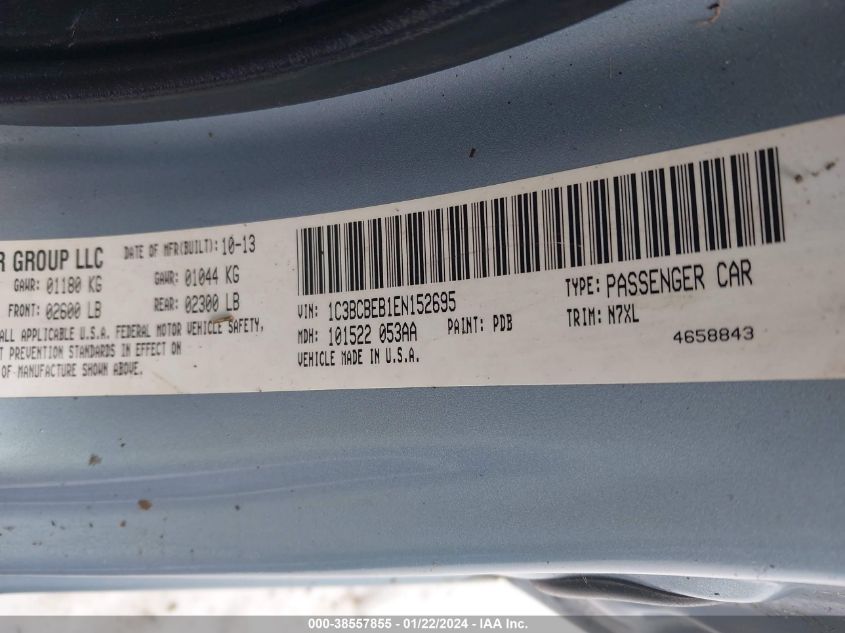 R GROUP LLC
DATE OF MFR(BUILT): 10-13
GAWR: 01180 KG
GAWR: 01044 KG
FRONT: 02600 LB
REAR: 02300 LB
ALL APPLICABLE U.S.A. FEDERAL MOTOR VEHICLE SAFETY,
T PREVENTION STANDARDS IN EFFECT ON
OF MANUFACTURE SHOWN ABOVE.
VIN: 1C3BCBEB1EN152695
TYPE: PASSENGER CAR
MDH: 101522 053AA
PAINT: PDB
TRIM: N7XL
VEHICLE MADE IN U.S.A.
4658843
000-38557855 - 01/22/2024 - IAA Inc.